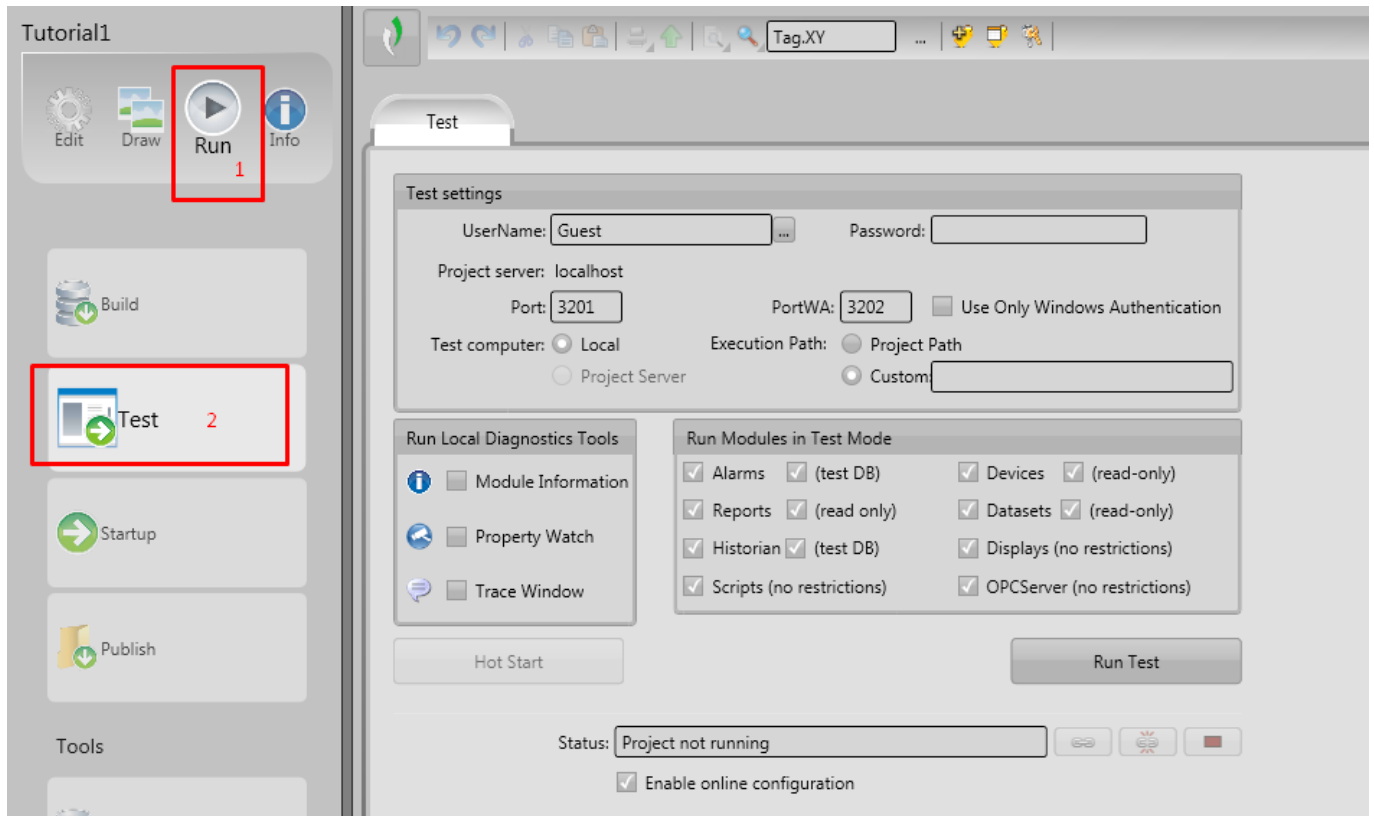 Tutorial1
Edit Draw Run Info
1
Build
Test 2
Startup
Publish
Tools
Tag.XY ...
Test
Test settings
UserName: Guest ... Password:
Project server: localhost
Port: 3201 PortWA: 3202 Use Only Windows Authentication
Test computer: Local Execution Path: Project Path
Project Server Custom:
Run Local Diagnostics Tools
Module Information
Property Watch
Trace Window
Run Modules in Test Mode
Alarms (test DB) Devices (read-only)
Reports (read only) Datasets (read-only)
Historian (test DB) Displays (no restrictions)
Scripts (no restrictions) OPCServer (no restrictions)
Hot Start Run Test
Status: Project not running
Enable online configuration